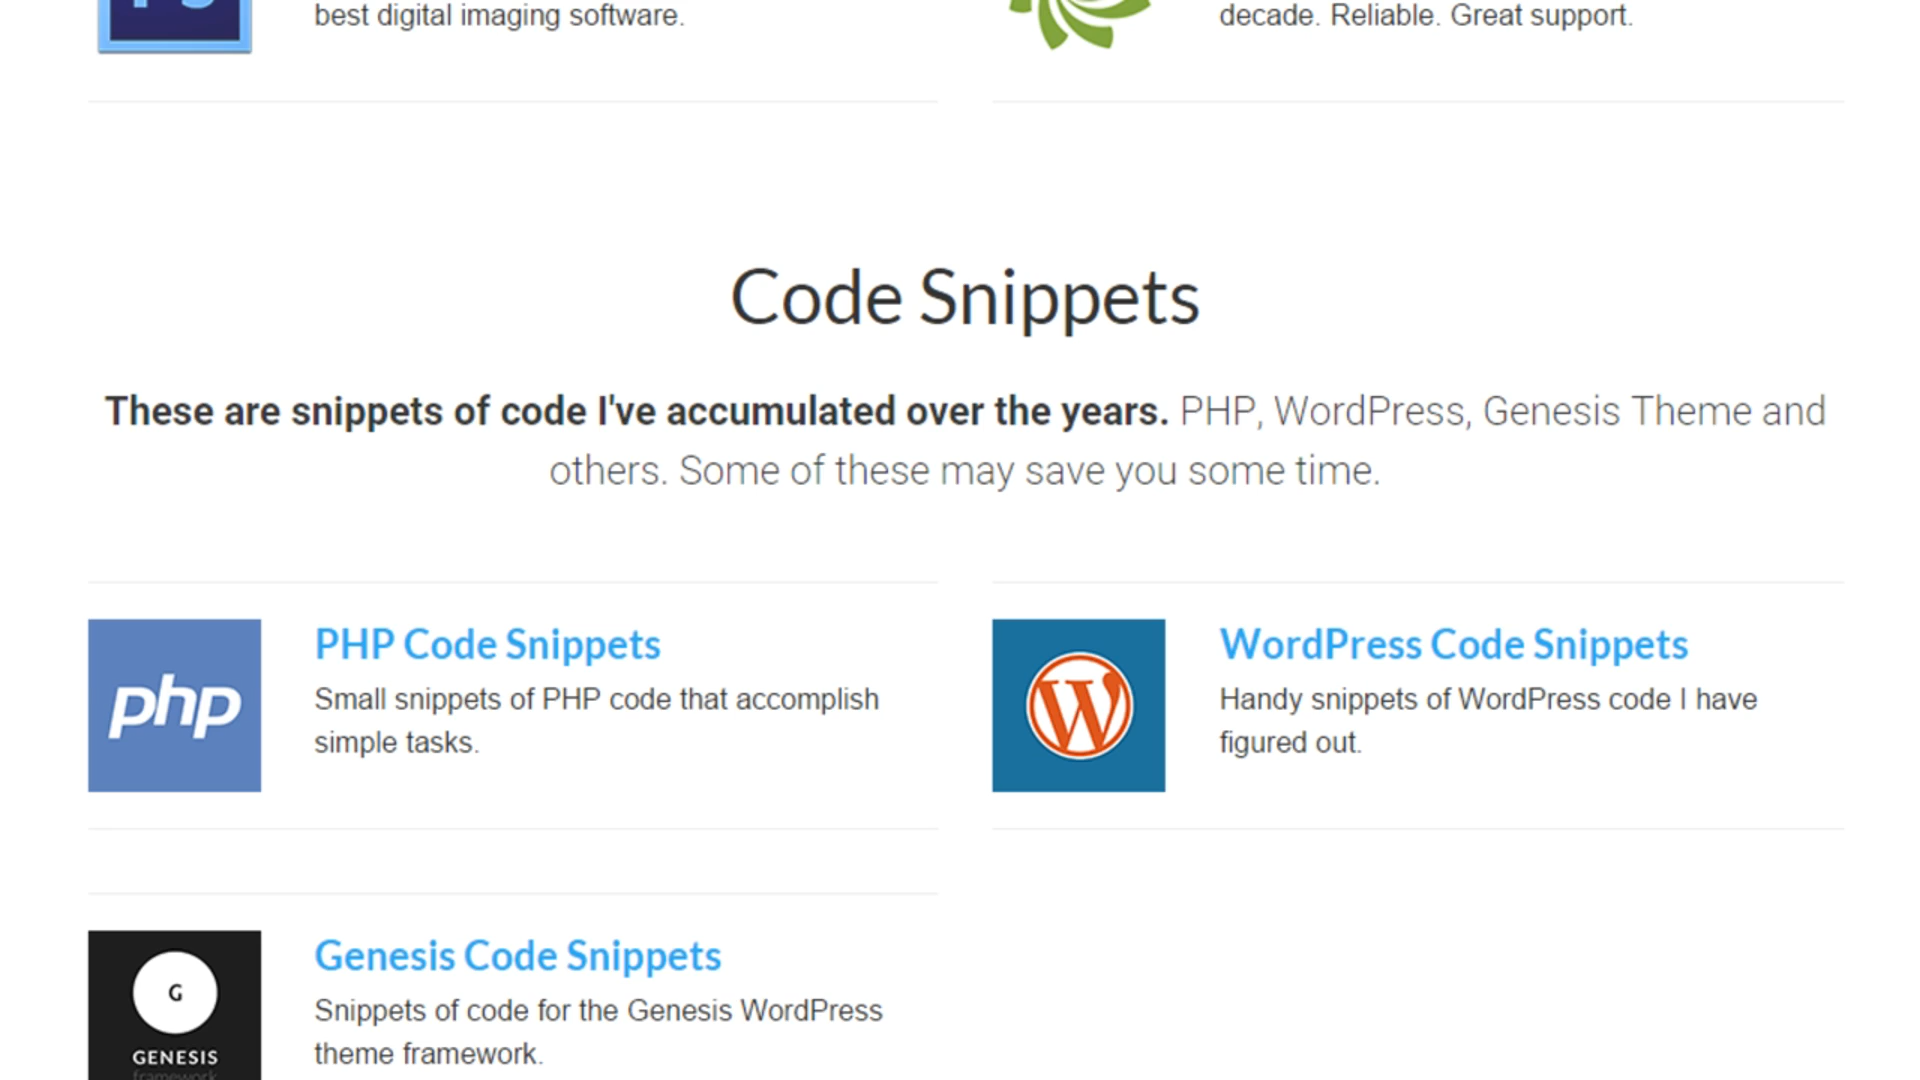 Ps
best digital imaging software.
decade. Reliable. Great support.
Code Snippets
These are snippets of code I've accumulated over the years. PHP, WordPress, Genesis Theme and
others. Some of these may save you some time.
php
PHP Code Snippets
Small snippets of PHP code that accomplish
simple tasks.
W
WordPress Code Snippets
Handy snippets of WordPress code I have
figured out.
G
GENESIS
framework
Genesis Code Snippets
Snippets of code for the Genesis WordPress
theme framework.